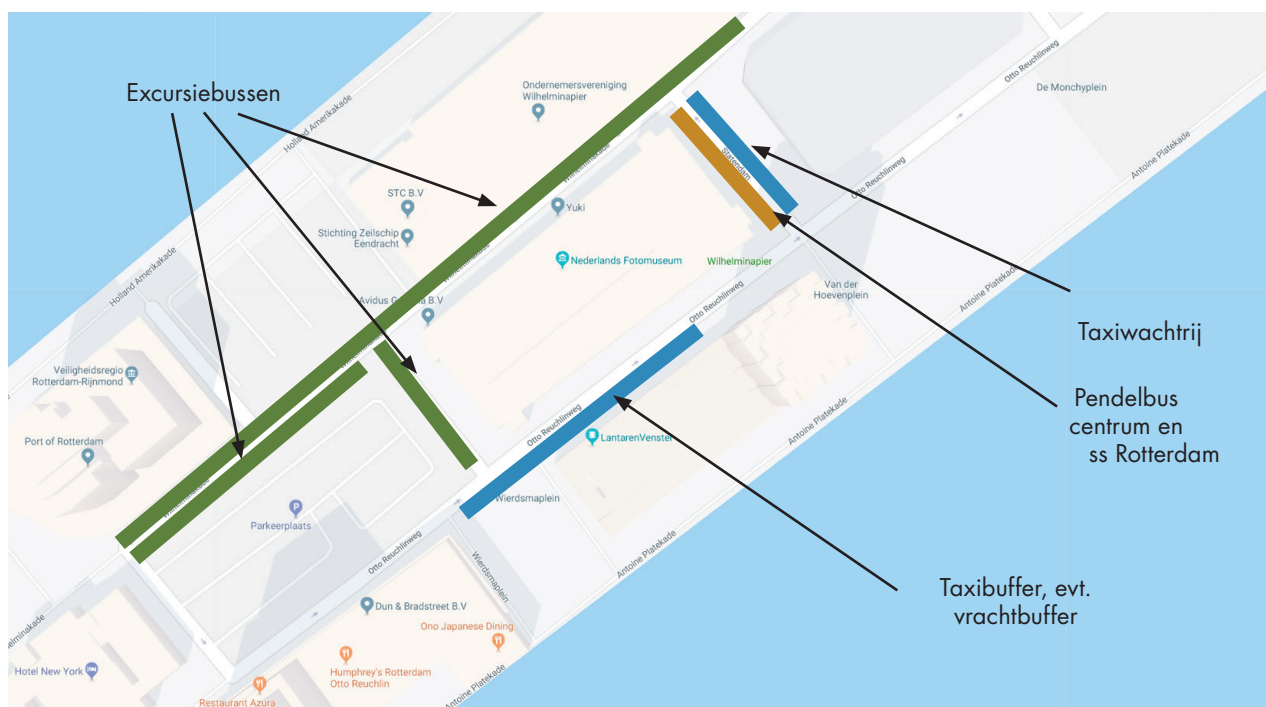 Excursiebussen
Ondernemersvereniging
Wilhelminapier
Holland Amerikakade
Otto Reuchlinweg
De Monchyplein
Antoine Platekade
Statendam
Otto Reuchlinweg
Wilhelminakade
STC B.V
Yuki
Stichting Zeilschip
Eendracht
Nederlands Fotomuseum
Wilhelminapier
Holland Amerikakade
Van der
Hoevenplein
Antoine Platekade
Otto Reuchlinweg
Taxiwachtrij
Veiligheidsregio
Rotterdam-Rijnmond
Port of Rotterdam
Pendelbus
centrum en
ss Rotterdam
Otto Reuchlinweg
LantarenVenster
Antoine Platekade
Wierdsmaplein
Parkeerplaats
Otto Reuchlinweg
Wierdsmaplein
Antoine Platekade
Taxibuffer, evt.
vrachtbuffer
Dun & Bradstreet B.V
Ono Japanese Dining
Hotel New York
Humphrey's Rotterdam
Otto Reuchlin
Restaurant Azúra
Antoine Platekade